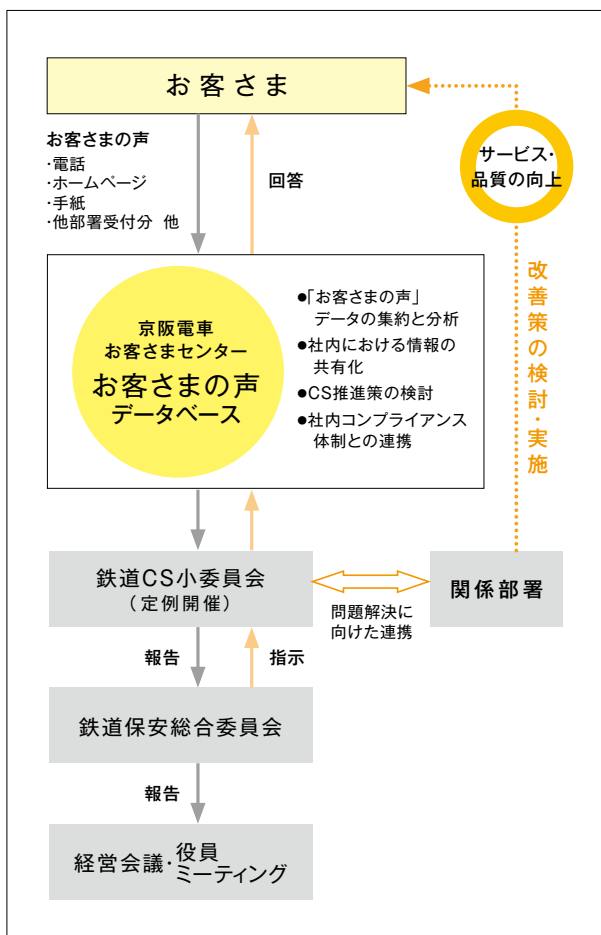 お客さま
お客さまの声
・電話
・ホームページ
・手紙
・他部署受付分 他
回答
サービス・
品質の向上
改善策の検討・実施
京阪電車
お客さまセンター
お客さまの声
データベース
●「お客さまの声」
データの集約と分析
●社内における情報の
共有化
●CS推進策の検討
●社内コンプライアンス
体制との連携
鉄道CS小委員会
（定例開催）
問題解決に
向けた連携
関係部署
報告
指示
鉄道保安総合委員会
報告
経営会議・役員
ミーティング